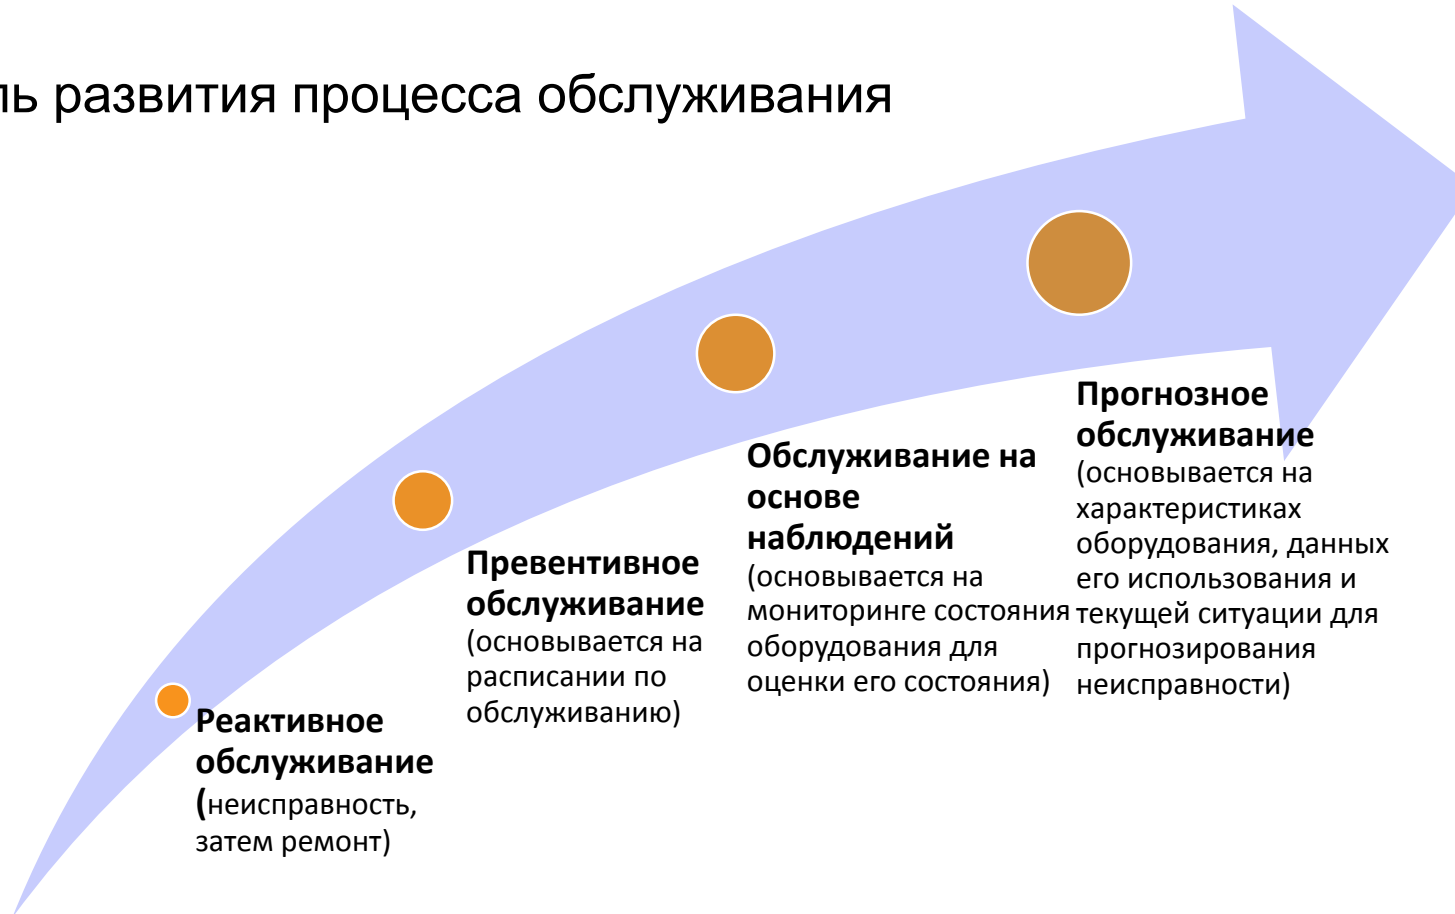 ль развития процесса обслуживания
Реактивное
обслуживание
(неисправность,
затем ремонт)
Превентивное
обслуживание
(основывается на
расписании по
обслуживанию)
Обслуживание на
основе
наблюдений
(основывается на
мониторинге состояния
оборудования для
оценки его состояния)
Прогнозное
обслуживание
(основывается на
характеристиках
оборудования, данных
его использования и
текущей ситуации для
прогнозирования
неисправности)